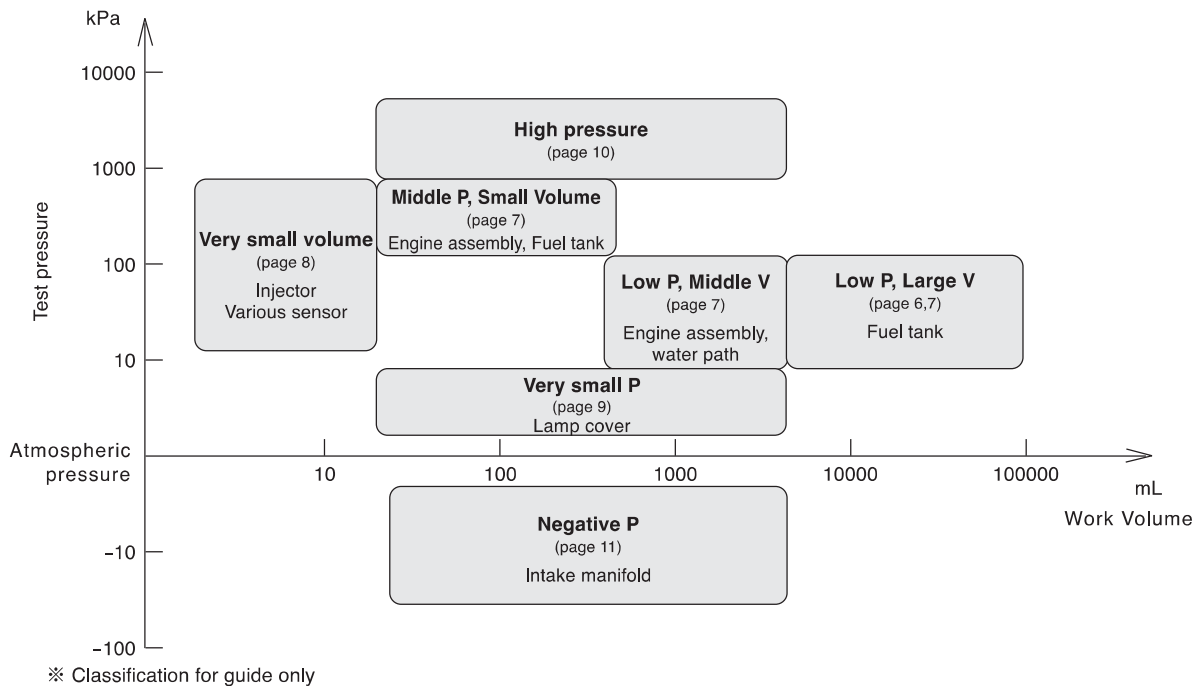 kPa
10000
High pressure
(page 10)
1000
Middle P, Small Volume
(page 7)
Engine assembly, Fuel tank
Very small volume
(page 8)
Injector
Various sensor
Test pressure
100
Low P, Middle V
(page 7)
Engine assembly,
water path
Low P, Large V
(page 6,7)
Fuel tank
10
Very small P
(page 9)
Lamp cover
Atmospheric
pressure
10
100
1000
10000
100000
mL
Work Volume
Negative P
(page 11)
Intake manifold
–10
–100
※ Classification for guide only